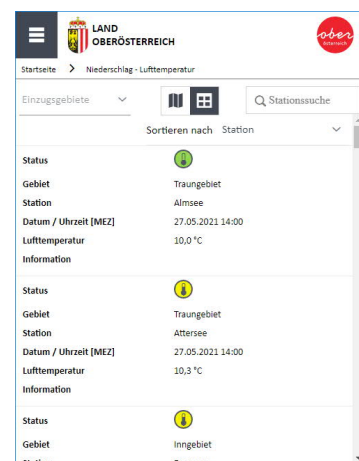 LAND
OBERÖSTERREICH
ober
österreich
Startseite > Niederschlag - Lufttemperatur
Einzugsgebiete
Stationssuche
Sortieren nach Station
Status
Gebiet Traungebiet
Station Almsee
Datum / Uhrzeit [MEZ] 27.05.2021 14:00
Lufttemperatur 10,0 °C
Information
Status
Gebiet Traungebiet
Station Attersee
Datum / Uhrzeit [MEZ] 27.05.2021 14:00
Lufttemperatur 10,3 °C
Information
Status
Gebiet Inngebiet